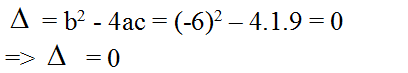 Δ = b² - 4ac = (-6)² – 4.1.9 = 0
=> Δ = 0